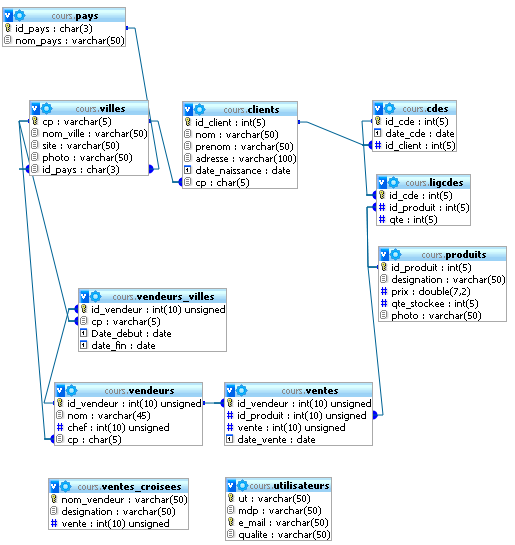 cours.pays
id_pays : char(3)
nom_pays : varchar(50)
cours.villes
cp : varchar(5)
nom_ville : varchar(50)
site : varchar(50)
photo : varchar(50)
id_pays : char(3)
cours.clients
id_client : int(5)
nom : varchar(50)
prenom : varchar(50)
adresse : varchar(100)
date_naissance : date
cp : char(5)
cours.cdes
id_cde : int(5)
date_cde : date
id_client : int(5)
cours.ligcdes
id_cde : int(5)
id_produit : int(5)
qte : int(5)
cours.produits
id_produit : int(5)
designation : varchar(50)
prix : double(7,2)
qte_stockee : int(5)
photo : varchar(50)
cours.vendeurs_villes
id_vendeur : int(10) unsigned
cp : varchar(5)
Date_debut : date
date_fin : date
cours.vendeurs
id_vendeur : int(10) unsigned
nom : varchar(45)
chef : int(10) unsigned
cp : char(5)
cours.ventes
id_vendeur : int(10) unsigned
id_produit : int(10) unsigned
vente : int(10) unsigned
date_vente : date
cours.ventes_croisees
nom_vendeur : varchar(50)
designation : varchar(50)
vente : int(10) unsigned
cours.utilisateurs
ut : varchar(50)
mdp : varchar(50)
e_mail : varchar(50)
qualite : varchar(50)